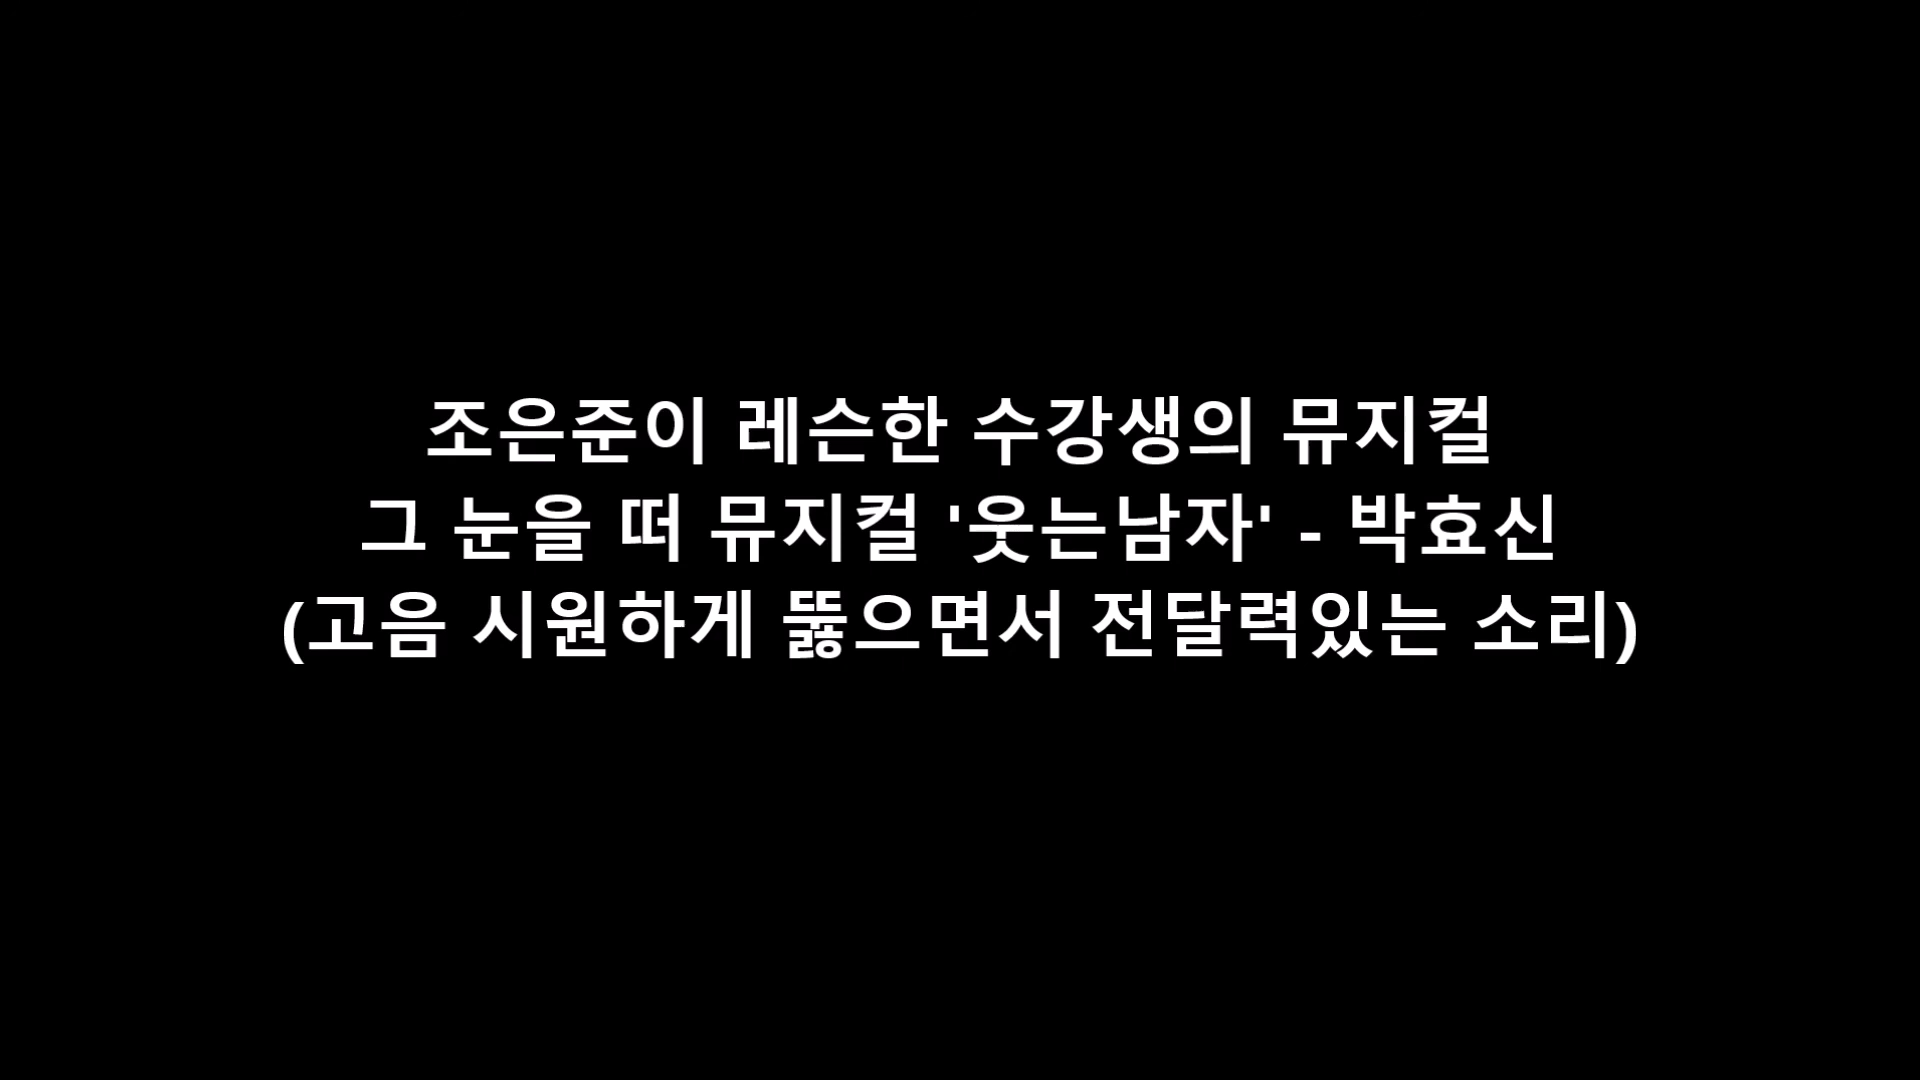 조은준이 레슨한 수강생의 뮤지컬
그 눈을 떠 뮤지컬 '웃는남자' - 박효신
(고음 시원하게 뚫으면서 전달력있는 소리)